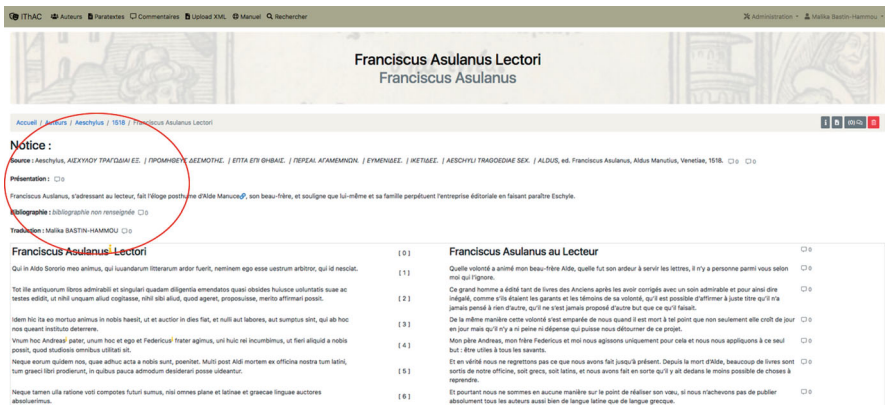 IThAC Auteurs Paratextes Commentaires Upload XML Manuel Rechercher Administration Malika Bastin-Hammou
Franciscus Asulanus Lectori
Franciscus Asulanus
Accueil / Auteurs / Aeschylus / 1518 / Franciscus Asulanus Lectori
Notice :
Source : Aeschylus, ΑΙΣΧΥΛΟΥ ΤΡΑΓΩΔΙΑΙ ΕΞ. | ΠΡΟΜΗΘΕΥΣ ΔΕΣΜΩΤΗΣ. | ΕΠΤΑ ΕΠΙ ΘΗΒΑΙΣ. | ΠΕΡΣΑΙ. ΑΓΑΜΕΜΝΩΝ. | ΕΥΜΕΝΙΔΕΣ. | ΙΚΕΤΙΔΕΣ. | AESCHYLI TRAGOEDIAE SEX. | ALDUS, ed. Franciscus Asulanus, Aldus Manutius, Venetiae, 1518. 0 0
Présentation : 0
Franciscus Asulanus, s'adressant au lecteur, fait l'éloge posthume d'Alde Manuce, son beau-frère, et souligne que lui-même et sa famille perpétuent l'entreprise éditoriale en faisant paraître Eschyle.
Bibliographie : bibliographie non renseignée 0
Traduction : Malika BASTIN-HAMMOU 0
Franciscus Asulanus Lectori [ 0 ] Franciscus Asulanus au Lecteur 0
Qui in Aldo Sororio meo animus, qui iuuandarum litterarum ardor fuerit, neminem ego esse uestrum arbitror, qui id nesciat. [ 1 ] Quelle volonté a animé mon beau-frère Alde, quelle fut son ardeur à servir les lettres, il n'y a personne parmi vous selon 0
moi qui l'ignore.
Tot ille antiquorum libros admirabili et singulari quadam diligentia emendatos quasi obsides huiusce uoluntatis suae ac
testes edidit, ut nihil unquam aliud cogitasse, nihil sibi aliud, quod ageret, proposuisse, merito affirmari possit. [ 2 ]
Ce grand homme a édité tant de livres des Anciens après les avoir corrigés avec un soin admirable et pour ainsi dire 0
inégalé, comme s'ils étaient les garants et les témoins de sa volonté, qu'il est possible d'affirmer à juste titre qu'il n'a
jamais pensé à rien d'autre, qu'il ne s'est jamais proposé d'autre but que ce qu'il faisait.
Idem hic ita eo mortuo animus in nobis haesit, ut et auctior in dies fiat, et nulli aut labores, aut sumptus sint, qui ab hoc
nos queant instituto deterrere. [ 3 ]
De la même manière cette volonté s'est emparée de nous quand il est mort à tel point que non seulement elle croît de jour 0
en jour mais qu'il n'y a ni peine ni dépense qui puisse nous détourner de ce projet.
Vnum hoc Andreas pater, unum hoc et ego et Federicus frater agimus, uni huic rei incumbimus, ut fieri aliquid a nobis
possit, quod studiosis omnibus utilitati sit. [ 4 ]
Mon père Andreas, mon frère Federicus et moi nous agissons uniquement pour cela et nous nous appliquons à ce seul 0
but : être utiles à tous les savants.
Neque eorum quidem nos, quae adhuc acta a nobis sunt, poenitet. Multi post Aldi mortem ex officina nostra tum latini,
tum graeci libri prodierunt, in quibus pauca admodum desiderari posse uideantur. [ 5 ]
Et en vérité nous ne regrettons pas ce que nous avons fait jusqu'à présent. Depuis la mort d'Alde, beaucoup de livres sont 0
sortis de notre officine, soit grecs, soit latins, et nous avons fait en sorte qu'il y ait dedans le moins possible de choses à
reprendre.
Neque tamen ulla ratione voti compotes futuri sumus, nisi omnes plane et latinae et graecae linguae auctores
absoluerimus. [ 6 ]
Et pourtant nous ne sommes en aucune manière sur le point de réaliser son vœu, si nous n'achevons pas de publier 0
absolument tous les auteurs aussi bien de langue latine que de langue grecque.